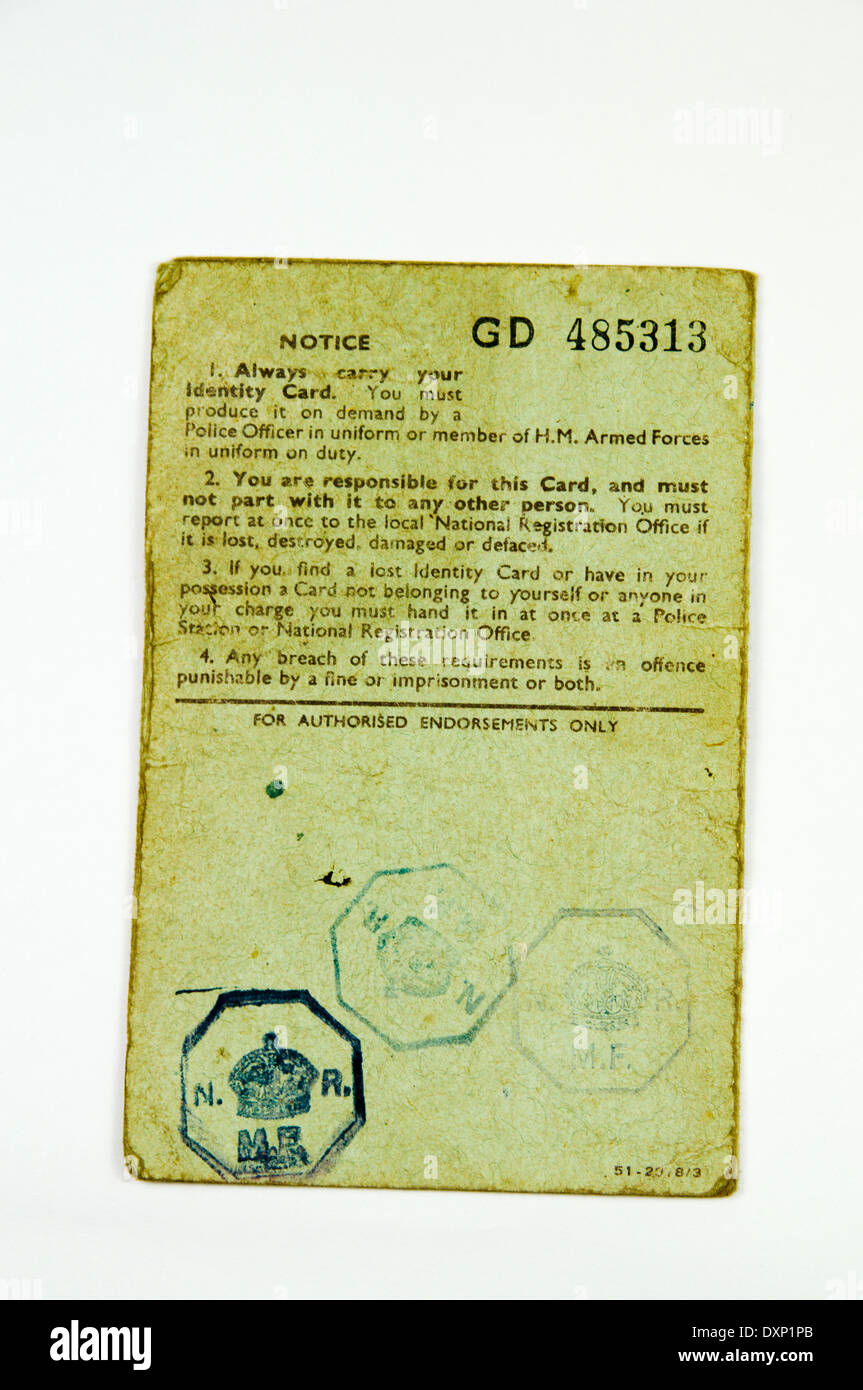 NOTICE
GD 485313
1. Always carry your
Identity Card. You must
produce it on demand by a
Police Officer in uniform or member of H.M. Armed Forces
in uniform on duty.
2. You are responsible for this Card, and must
not part with it to any other person. You must
report at once to the local National Registration Office if
it is lost, destroyed, damaged or defaced.
3. If you find a lost Identity Card or have in your
possession a Card not belonging to yourself or anyone in
your charge you must hand it in at once at a Police
Station or National Registration Office.
4. Any breach of these requirements is an offence
punishable by a fine or imprisonment or both.
FOR AUTHORISED ENDORSEMENTS ONLY
N.
N. R.
M.F.
N. R.
M.F.
alamy
Image ID: DXP1PB
www.alamy.com